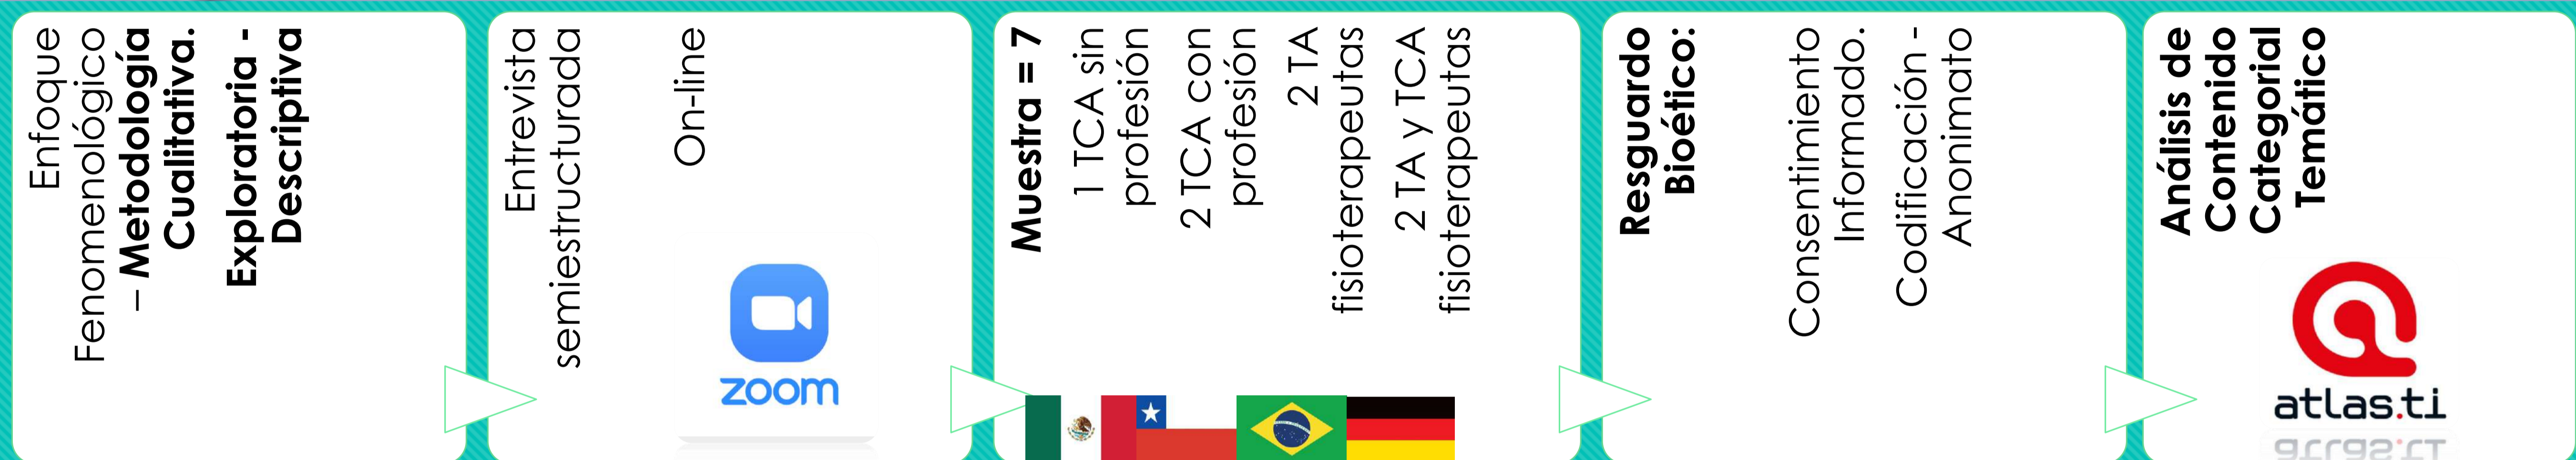 Enfoque
Fenomenológico
– Metodología
Cualitativa.
Exploratoria -
Descriptiva
Entrevista
semiestructurada
On-line
zoom
Muestra = 7
1 TCA sin
profesión
2 TCA con
profesión
2 TA
fisioterapeutas
2 TA y TCA
fisioterapeutas
Resguardo
Bioético:
Consentimiento
Informado.
Codificación -
Anonimato
Análisis de
Contenido
Categorial
Temático
atlas.ti